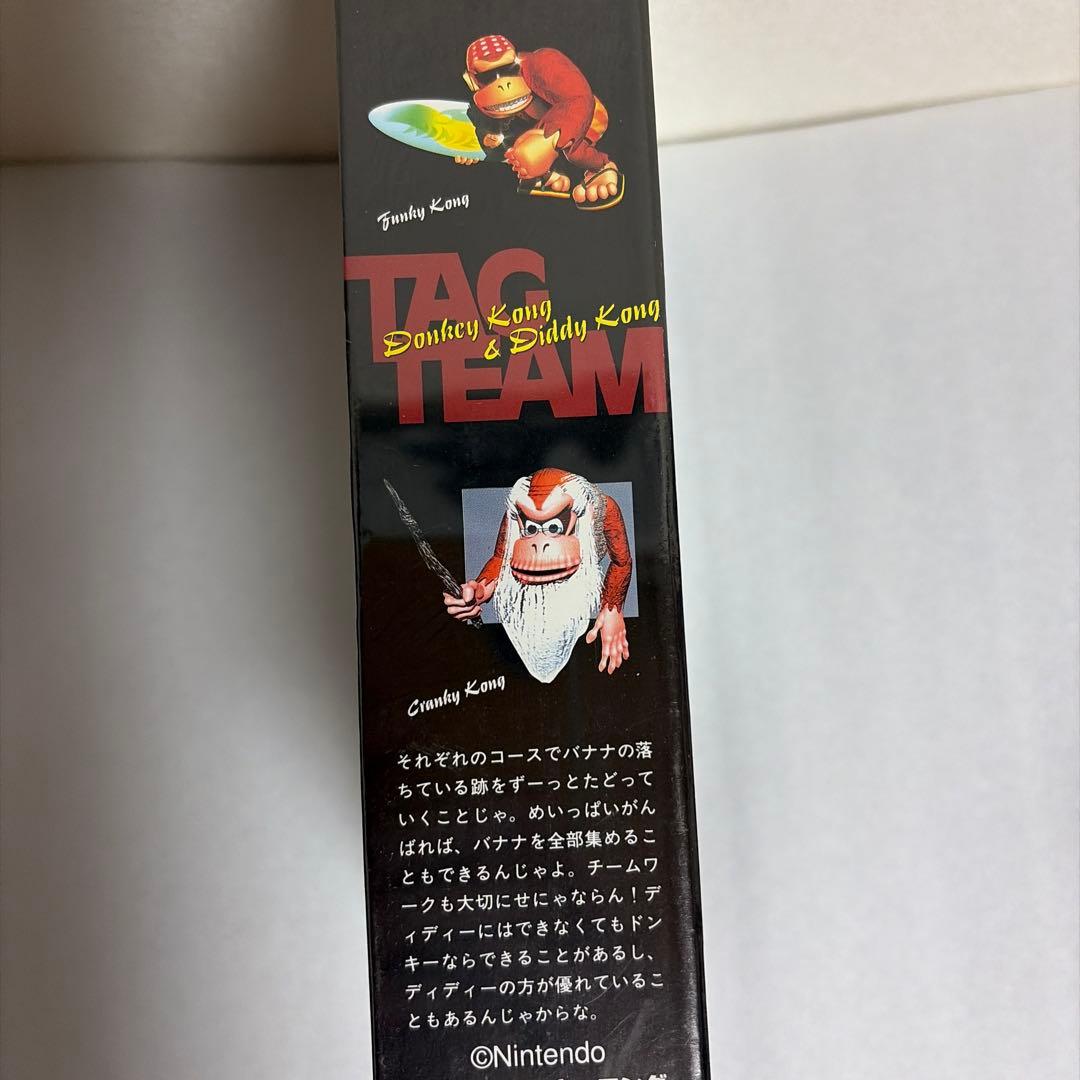 Funky Kong
TAG
Donkey Kong
& Diddy Kong
TEAM
Cranky Kong
それぞれのコースでバナナの落
ちている跡をずーっとたどって
いくことじゃ。めいっぱいがん
ばれば、バナナを全部集めるこ
ともできるんじゃよ。チームワ
ークも大切にせにゃならん！デ
ィディーにはできなくてもドン
キーならできることがあるし、
ディディーの方が優れているこ
ともあるんじゃからな。
©Nintendo